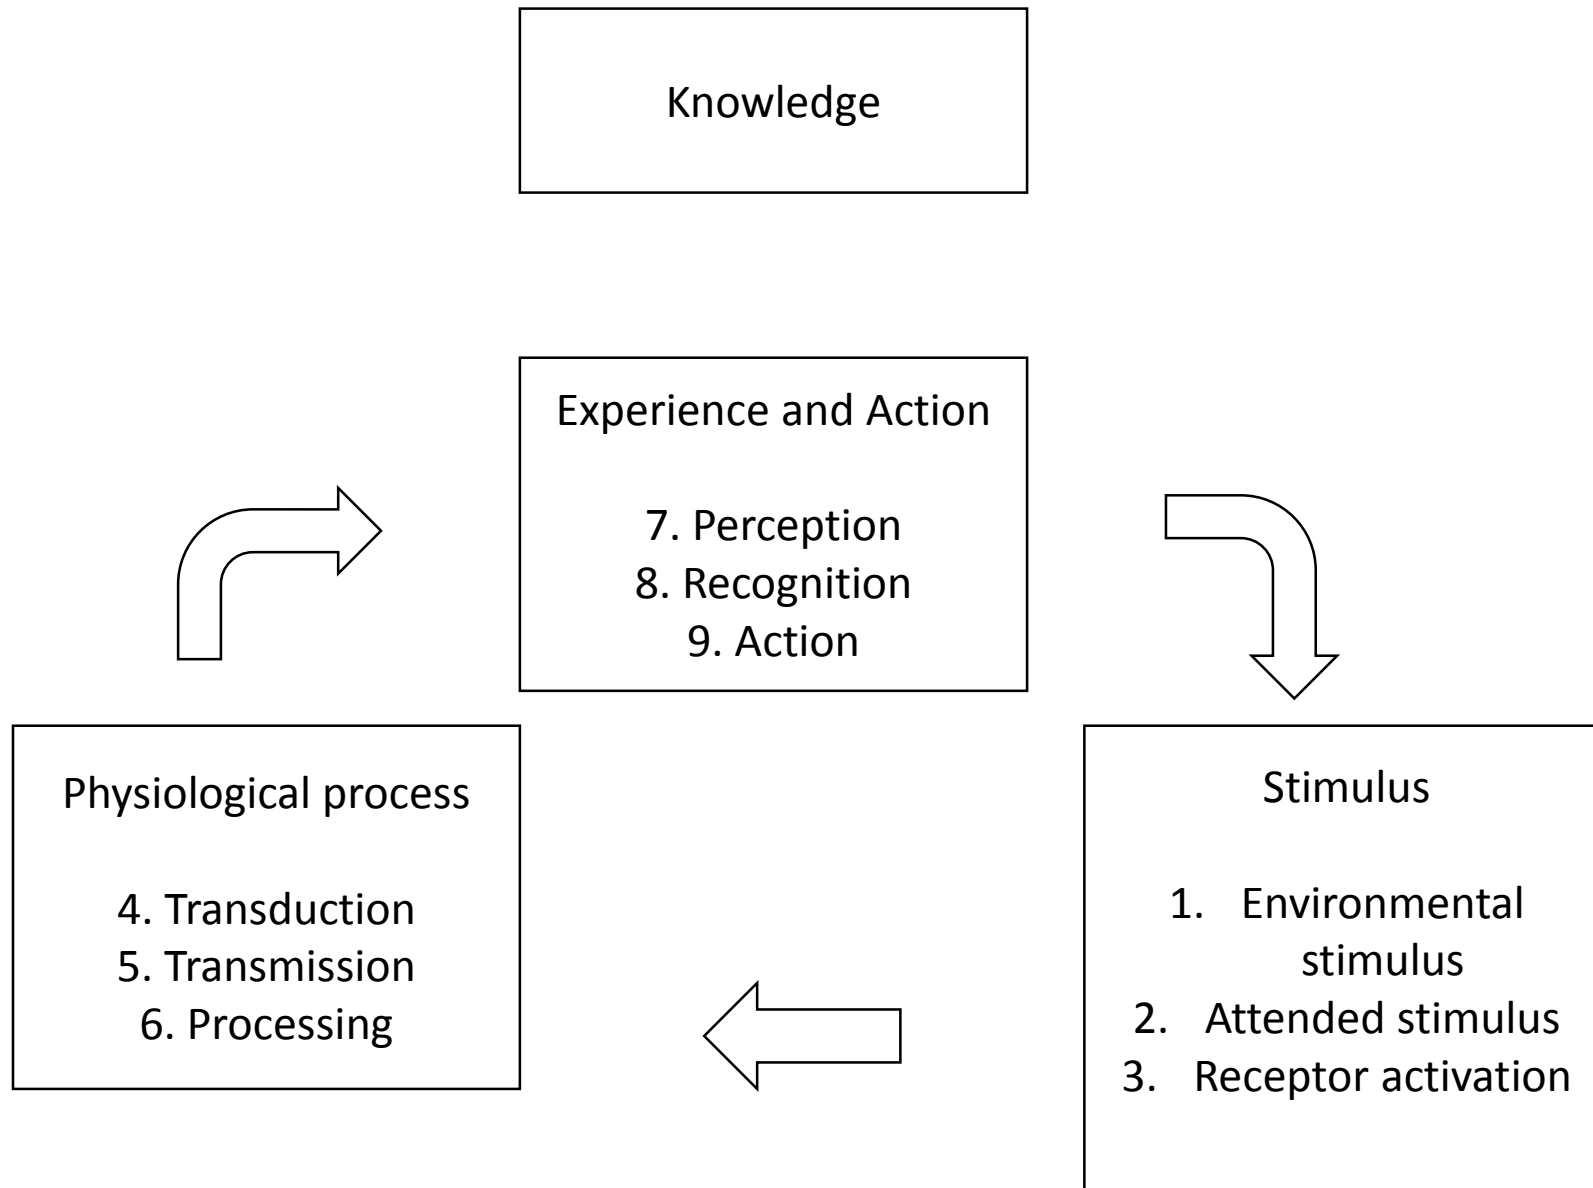 Knowledge
Experience and Action
7. Perception
8. Recognition
9. Action
Physiological process
4. Transduction
5. Transmission
6. Processing
Stimulus
1. Environmental
stimulus
2. Attended stimulus
3. Receptor activation